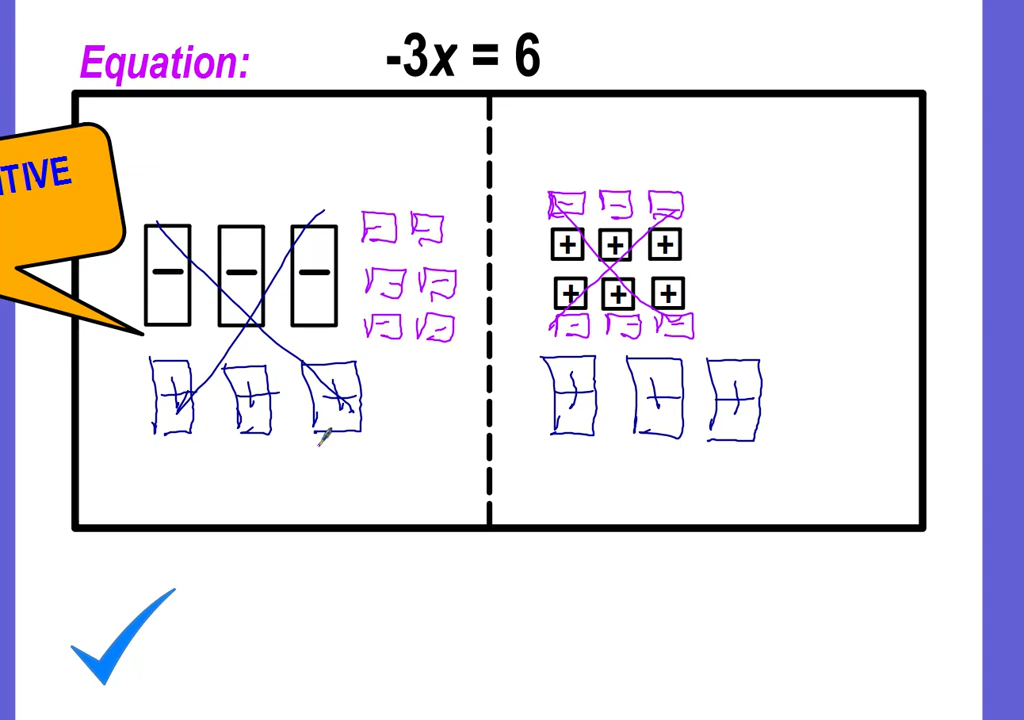 Equation: -3x = 6
ITIVE
− − −
− −
− − −
+ + +
− −
+ + +
− −
− − −
+ + +
+ + +